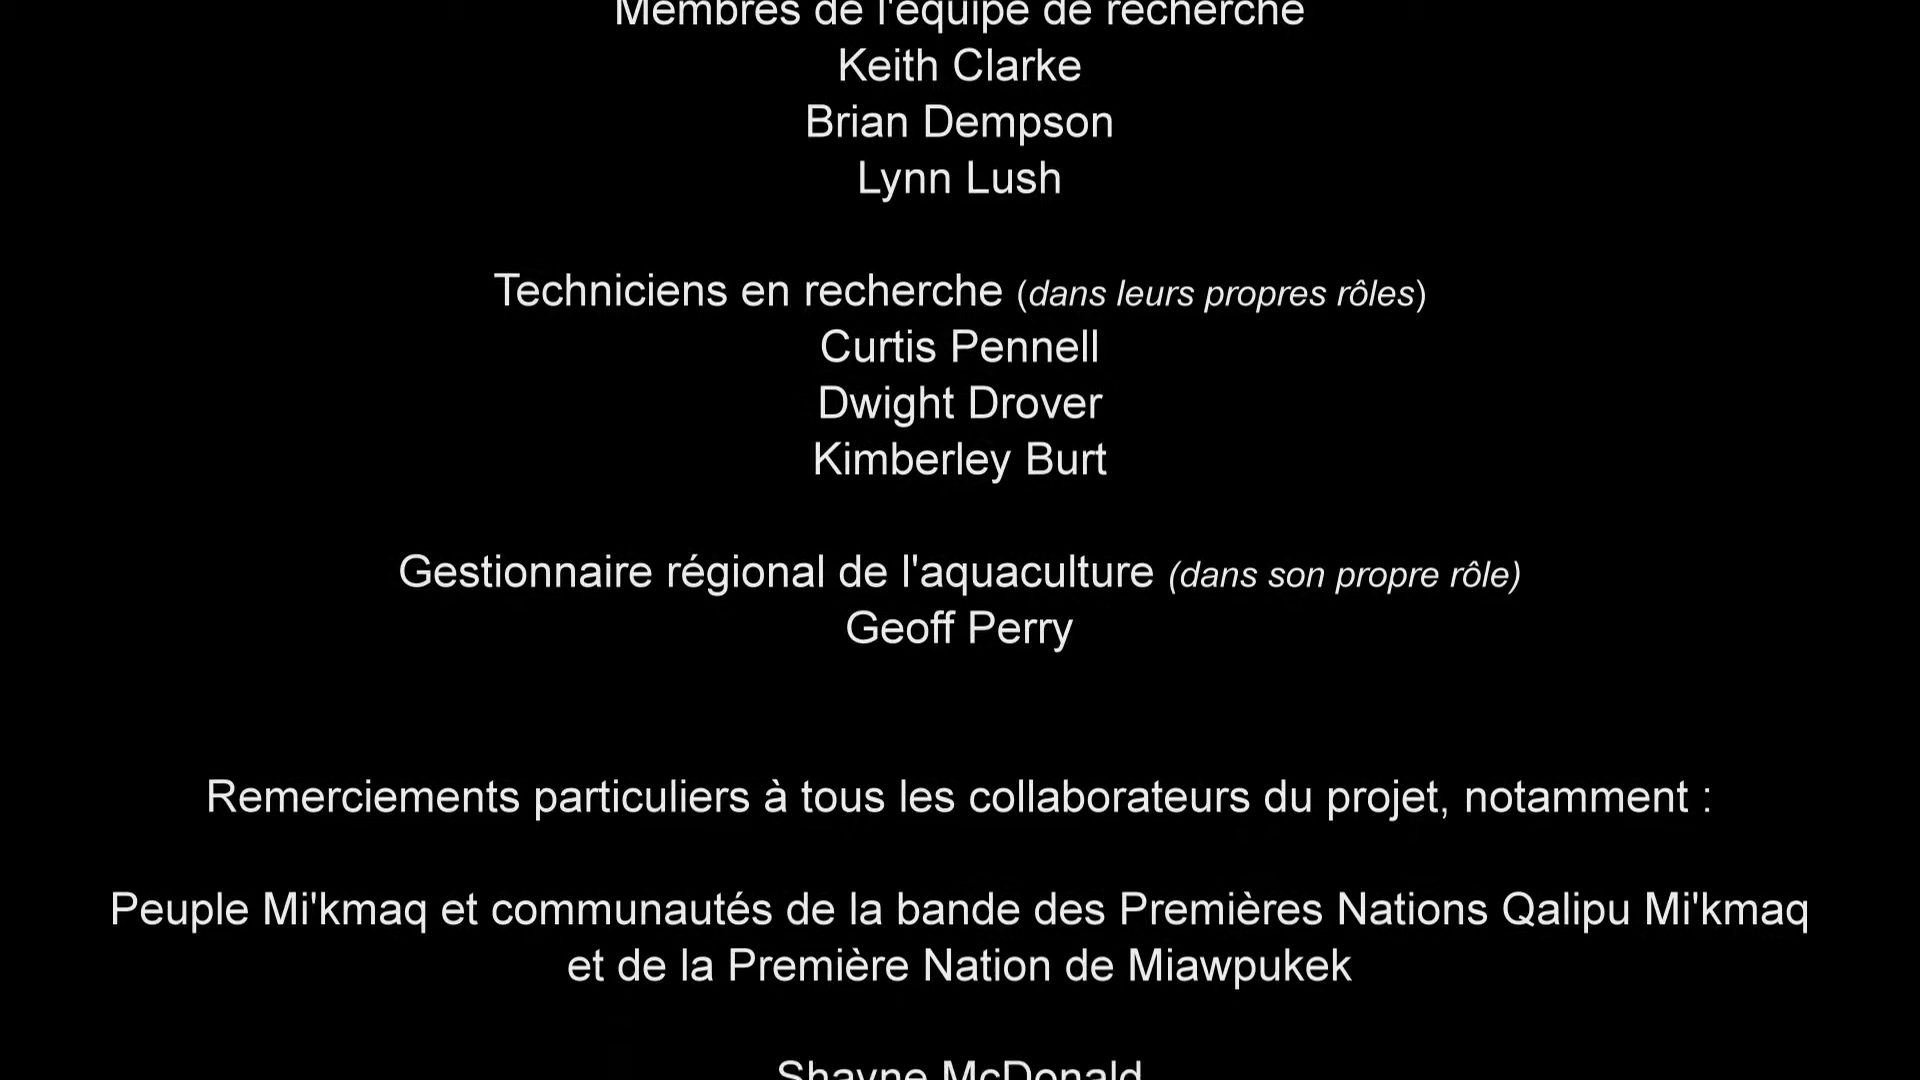 Membres de l'équipe de recherche
Keith Clarke
Brian Dempson
Lynn Lush
Techniciens en recherche (dans leurs propres rôles)
Curtis Pennell
Dwight Drover
Kimberley Burt
Gestionnaire régional de l'aquaculture (dans son propre rôle)
Geoff Perry
Remerciements particuliers à tous les collaborateurs du projet, notamment :
Peuple Mi'kmaq et communautés de la bande des Premières Nations Qalipu Mi'kmaq
et de la Première Nation de Miawpukek
Shayne McDonald